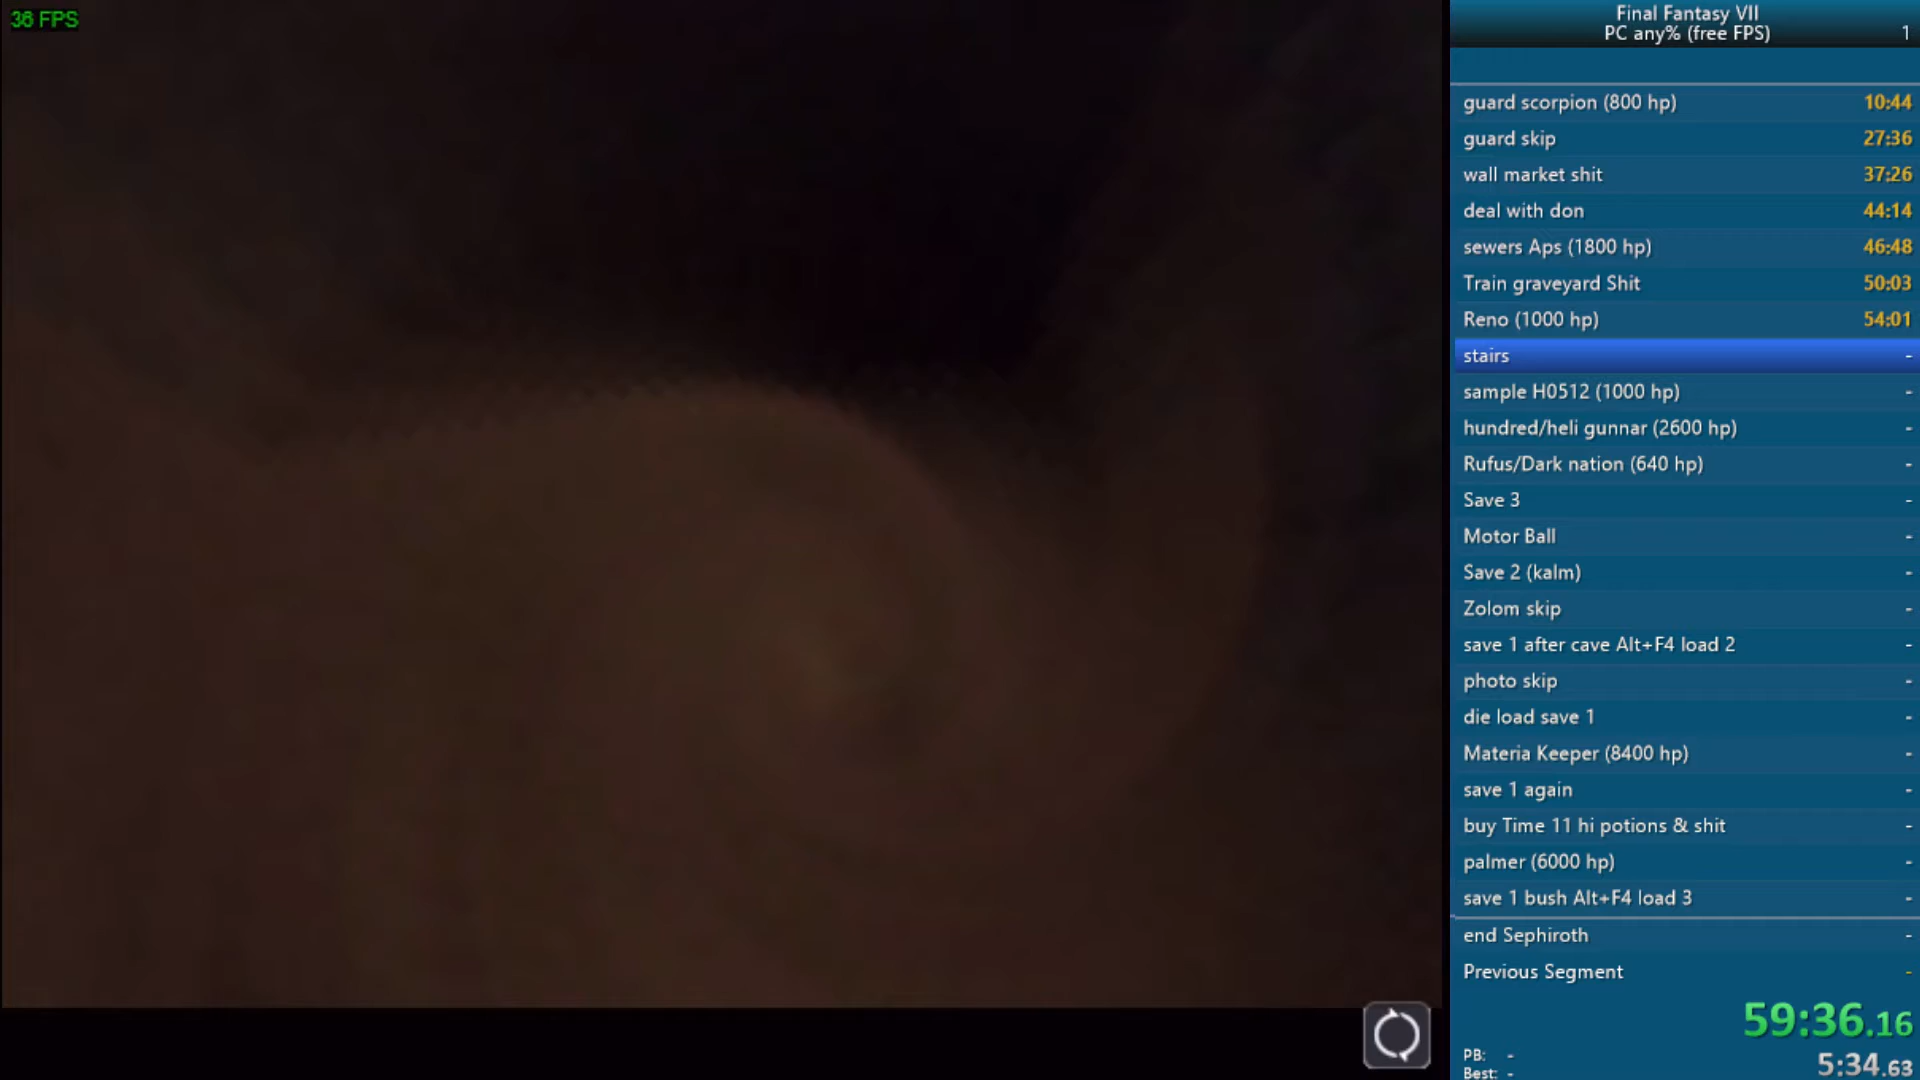 36 FPS
Final Fantasy VII
PC any% (free FPS) 1
guard scorpion (800 hp) 10:44
guard skip 27:36
wall market shit 37:26
deal with don 44:14
sewers Aps (1800 hp) 46:48
Train graveyard Shit 50:03
Reno (1000 hp) 54:01
stairs -
sample H0512 (1000 hp) -
hundred/heli gunnar (2600 hp) -
Rufus/Dark nation (640 hp) -
Save 3 -
Motor Ball -
Save 2 (kalm) -
Zolom skip -
save 1 after cave Alt+F4 load 2 -
photo skip -
die load save 1 -
Materia Keeper (8400 hp) -
save 1 again -
buy Time 11 hi potions & shit -
palmer (6000 hp) -
save 1 bush Alt+F4 load 3 -
end Sephiroth -
Previous Segment -
59:36.16
PB: -
Best: - 5:34.63